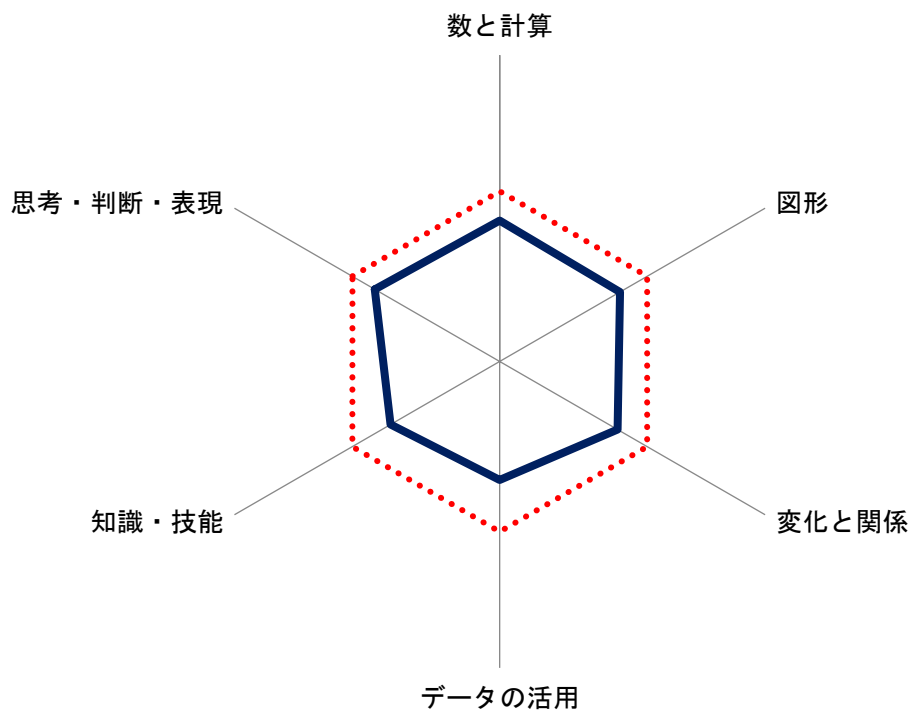 数と計算
思考・判断・表現
図形
知識・技能
変化と関係
データの活用